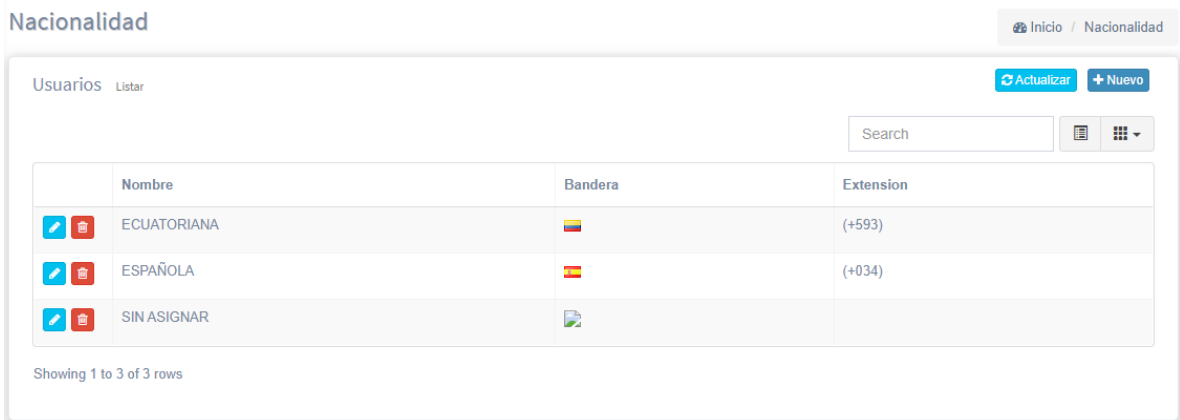 Nacionalidad
Inicio / Nacionalidad
Usuarios Listar
Actualizar
Nuevo
Search
Nombre Bandera Extension
ECUATORIANA (+593)
ESPAÑOLA (+034)
SIN ASIGNAR
Showing 1 to 3 of 3 rows